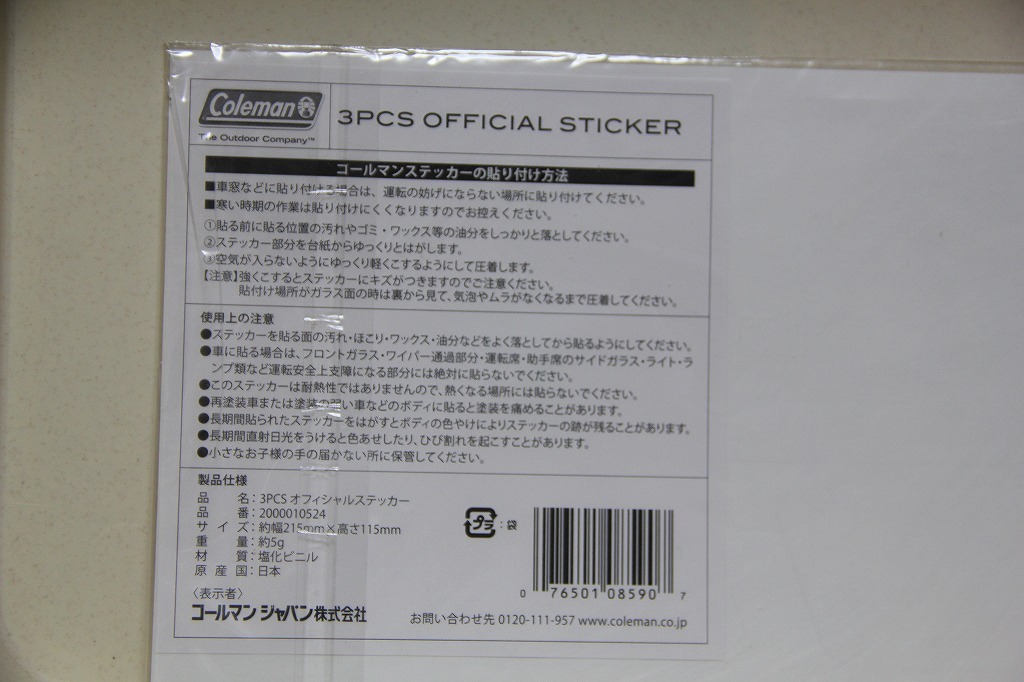 Coleman
The Outdoor Company™
3PCS OFFICIAL STICKER
コールマンステッカーの貼り付け方法
■車窓などに貼り付ける場合は、運転の妨げにならない場所に貼り付けてください。
■寒い時期の作業は貼り付けにくくなりますのでお控えください。
①貼る前に貼る位置の汚れやゴミ・ワックス等の油分をしっかりと落としてください。
②ステッカー部分を台紙からゆっくりとはがします。
③空気が入らないようにゆっくり軽くこするようにして圧着します。
【注意】強くこするとステッカーにキズがつきますのでご注意ください。
貼付け場所がガラス面の時は裏から見て、気泡やムラがなくなるまで圧着してください。
使用上の注意
●ステッカーを貼る面の汚れ・ほこり・ワックス・油分などをよく落としてから貼るようにしてください。
●車に貼る場合は、フロントガラス・ワイパー通過部分・運転席・助手席のサイドガラス・ライト・ラ
ンプ類など運転安全上支障になる部分には絶対に貼らないでください。
●このステッカーは耐熱性ではありませんので、熱くなる場所には貼らないでください。
●再塗装車または塗装の弱い車などのボディに貼ると塗装を痛めることがあります。
●長期間貼られたステッカーをはがすとボディの色やけによりステッカーの跡が残ることがあります。
●長期間直射日光をうけると色あせしたり、ひび割れを起こすことがあります。
●小さなお子様の手の届かない所に保管してください。
製品仕様
品名：3PCS オフィシャルステッカー
品番：2000010524
サイズ：約幅215mm×高さ115mm
重量：約5g
材質：塩化ビニル
原産国：日本
プラ：袋
0 76501 08590 7
〈表示者〉
コールマン ジャパン株式会社
お問い合わせ先 0120-111-957 www.coleman.co.jp